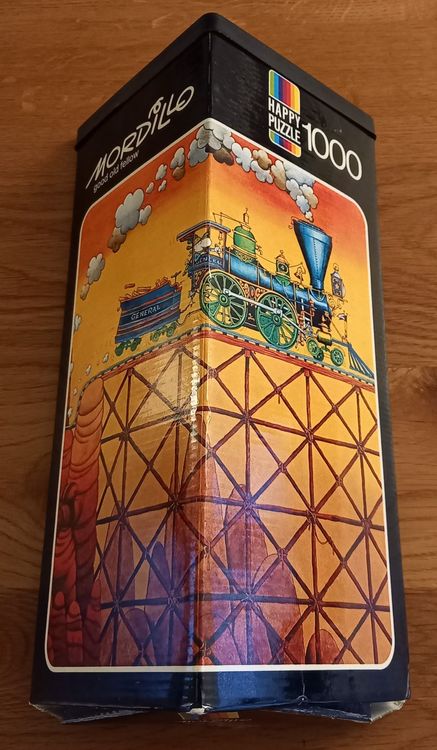 MORDILLO
good old fellow
HAPPY
PUZZLE
1000
GENERAL